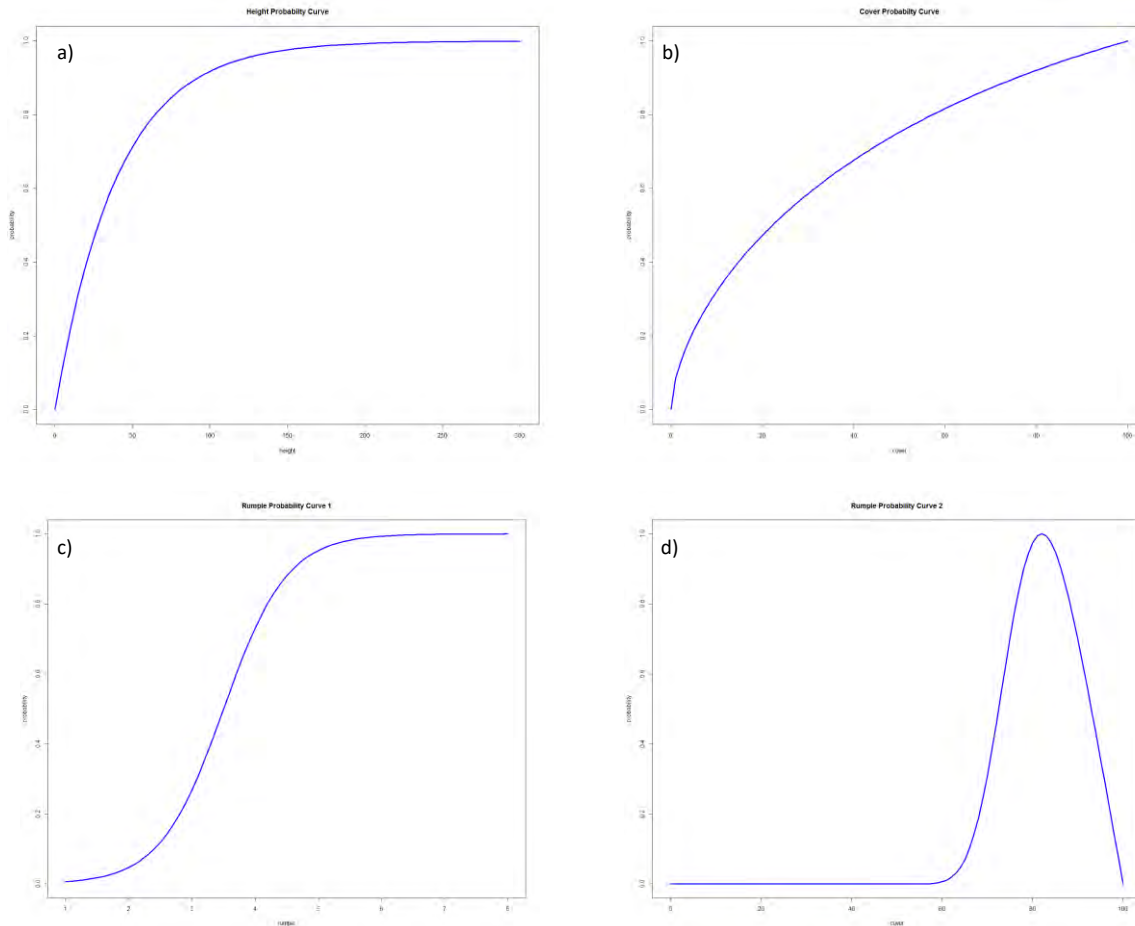 Height Probabilty Curve
a)
1.0
0.8
0.6
0.4
0.2
0.0
probability
0 50 100 150 200 250 300
height
Cover Probabilty Curve
b)
1.0
0.8
0.6
0.4
0.2
0.0
probability
0 20 40 60 80 100
cover
Rumple Probability Curve 1
c)
1.0
0.8
0.6
0.4
0.2
0.0
probability
1 2 3 4 5 6 7 8
rumple
Rumple Probability Curve 2
d)
1.0
0.8
0.6
0.4
0.2
0.0
probability
0 20 40 60 80 100
cover